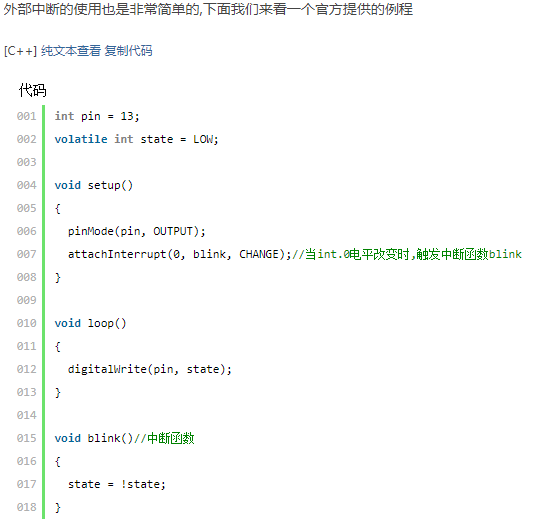 外部中断的使用也是非常简单的,下面我们来看一个官方提供的例程
[C++] 纯文本查看 复制代码
代码
001 int pin = 13;
002 volatile int state = LOW;
003
004 void setup()
005 {
006   pinMode(pin, OUTPUT);
007   attachInterrupt(0, blink, CHANGE);//当int.0电平改变时,触发中断函数blink
008 }
009
010 void loop()
011 {
012   digitalWrite(pin, state);
013 }
014
015 void blink()//中断函数
016 {
017   state = !state;
018 }